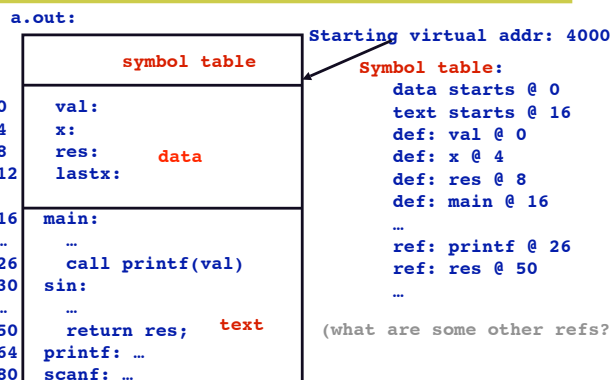 a.out:
Starting virtual addr: 4000
symbol table
Symbol table:
data starts @ 0
text starts @ 16
def: val @ 0
def: x @ 4
def: res @ 8
def: main @ 16
…
ref: printf @ 26
ref: res @ 50
…
(what are some other refs?
0 val:
4 x:
8 res:
data
12 lastx:
16 main:
… …
26 call printf(val)
30 sin:
… …
50 return res;
text
64 printf: …
80 scanf: …